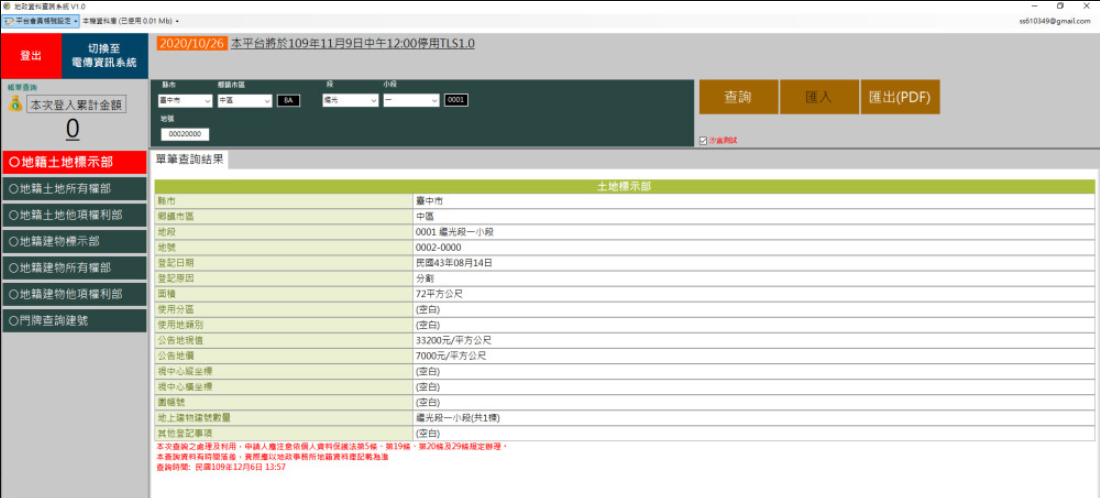 地政資料查詢系統 V1.0
平台會員帳號設定 本機資料庫 (已使用 0.01 Mb)
ss610349@gmail.com
登出
切換至
電傳資訊系統
2020/10/26 本平台將於109年11月9日中午12:00停用TLS1.0
帳單查詢
本次登入累計金額
0
縣市 鄉鎮市區 段 小段
臺中市 中區 BA 繼光 一 0001
地號
00020000
查詢 匯入 匯出(PDF)
沙盒測試
○地籍土地標示部
○地籍土地所有權部
○地籍土地他項權利部
○地籍建物標示部
○地籍建物所有權部
○地籍建物他項權利部
○門牌查詢建號
單筆查詢結果
土地標示部
縣市 臺中市
鄉鎮市區 中區
地段 0001 繼光段一小段
地號 0002-0000
登記日期 民國43年08月14日
登記原因 分割
面積 72平方公尺
使用分區 (空白)
使用地類別 (空白)
公告地現值 33200元/平方公尺
公告地價 7000元/平方公尺
視中心縱坐標 (空白)
視中心橫坐標 (空白)
圖幅號 (空白)
地上建物建號數量 繼光段一小段(共1棟)
其他登記事項 (空白)
本次查詢之處理及利用，申請人應注意依個人資料保護法第5條、第19條、第20條及29條規定辦理。
本查詢資料有時間落差，實際應以地政事務所地籍資料庫記載為準
查詢時間: 民國109年12月6日 13:57